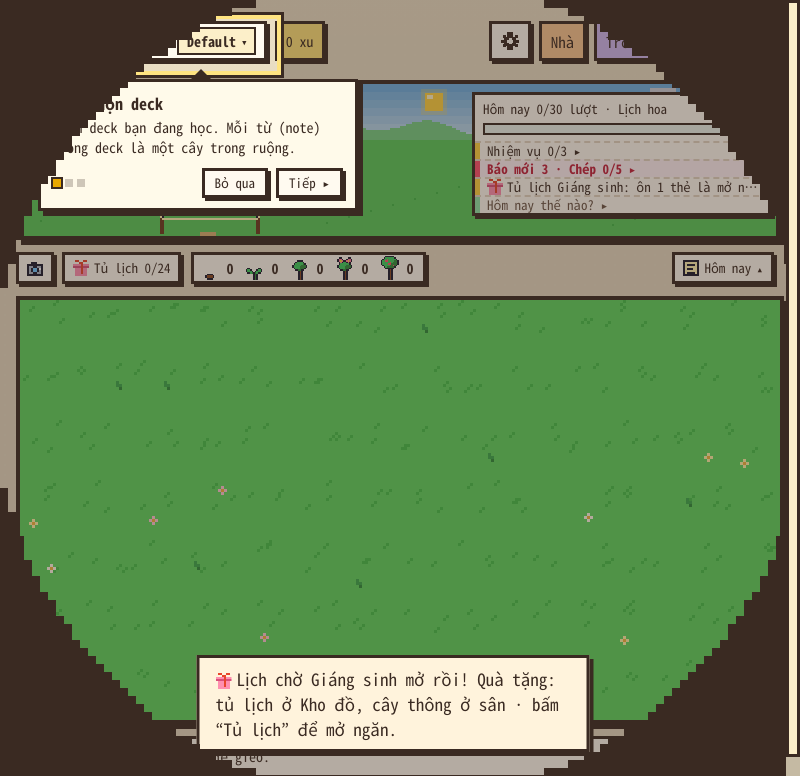 Default ▾
0 xu
Nhà
ọn deck
deck bạn đang học. Mỗi từ (note)
ng deck là một cây trong ruộng.
Bỏ qua
Tiếp ▸
Hôm nay 0/30 lượt · Lịch hoa
Nhiệm vụ 0/3 ▸
Báo mới 3 · Chép 0/5 ▸
Tủ lịch Giáng sinh: ôn 1 thẻ là mở n…
Hôm nay thế nào? ▸
Tủ lịch 0/24
0 0 0 0 0
Hôm nay ▴
Lịch chờ Giáng sinh mở rồi! Quà tặng:
tủ lịch ở Kho đồ, cây thông ở sân · bấm
“Tủ lịch” để mở ngăn.
gieo.